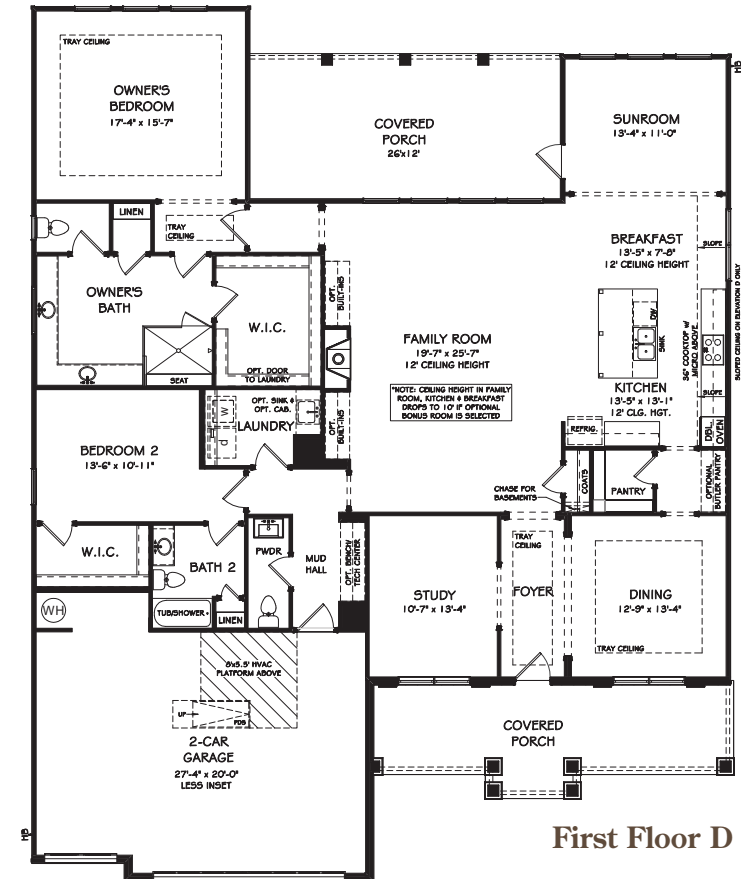 TRAY CEILING
OWNER'S
BEDROOM
17'-4" x 15'-7"
COVERED
PORCH
26'x12'
SUNROOM
13'-4" x 11'-0"
HB
LINEN
TRAY
CEILING
BREAKFAST
13'-5" x 7'-8"
12' CEILING HEIGHT
SLOPE
SLOPED CEILING ON ELEVATION D ONLY
OWNER'S
BATH
W.I.C.
OPT. DOOR
TO LAUNDRY
SEAT
OPT.
BUILT-INS
FAMILY ROOM
19'-7" x 25'-7"
12' CEILING HEIGHT
*NOTE: CEILING HEIGHT IN FAMILY
ROOM, KITCHEN & BREAKFAST
DROPS TO 10' IF OPTIONAL
BONUS ROOM IS SELECTED
DW
SINK
36" COOKTOP w/
MICRO ABOVE
KITCHEN
13'-5" x 13'-1"
12' CLG. HGT.
SLOPE
REFRIG.
DBL.
OVEN
OPT. SINK &
OPT. CAB.
W
d
LAUNDRY
OPT.
BUILT-INS
BEDROOM 2
13'-6" x 10'-11"
CHASE FOR
BASEMENTS
COATS
PANTRY
OPTIONAL
BUTLER PANTRY
W.I.C.
BATH 2
TUB/SHOWER
LINEN
PWDR
MUD
HALL
OPT. BENCH/
TECH CENTER
STUDY
10'-7" x 13'-4"
TRAY
CEILING
FOYER
DINING
12'-9" x 13'-4"
TRAY CEILING
WH
8'x5.5' HVAC
PLATFORM ABOVE
UP
PDS
2-CAR
GARAGE
27'-4" x 20'-0"
LESS INSET
COVERED
PORCH
HB
First Floor D